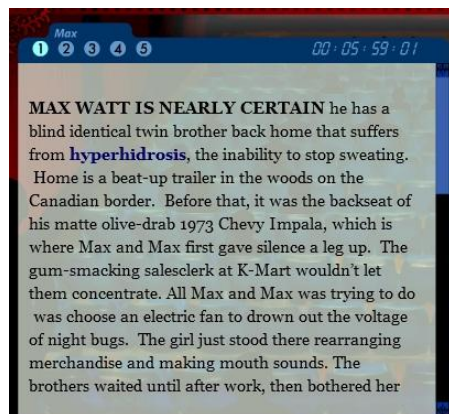 Max
1 2 3 4 5
00:05:59:01
MAX WATT IS NEARLY CERTAIN he has a
blind identical twin brother back home that suffers
from hyperhidrosis, the inability to stop sweating.
Home is a beat-up trailer in the woods on the
Canadian border. Before that, it was the backseat of
his matte olive-drab 1973 Chevy Impala, which is
where Max and Max first gave silence a leg up. The
gum-smacking salesclerk at K-Mart wouldn't let
them concentrate. All Max and Max was trying to do
was choose an electric fan to drown out the voltage
of night bugs. The girl just stood there rearranging
merchandise and making mouth sounds. The
brothers waited until after work, then bothered her